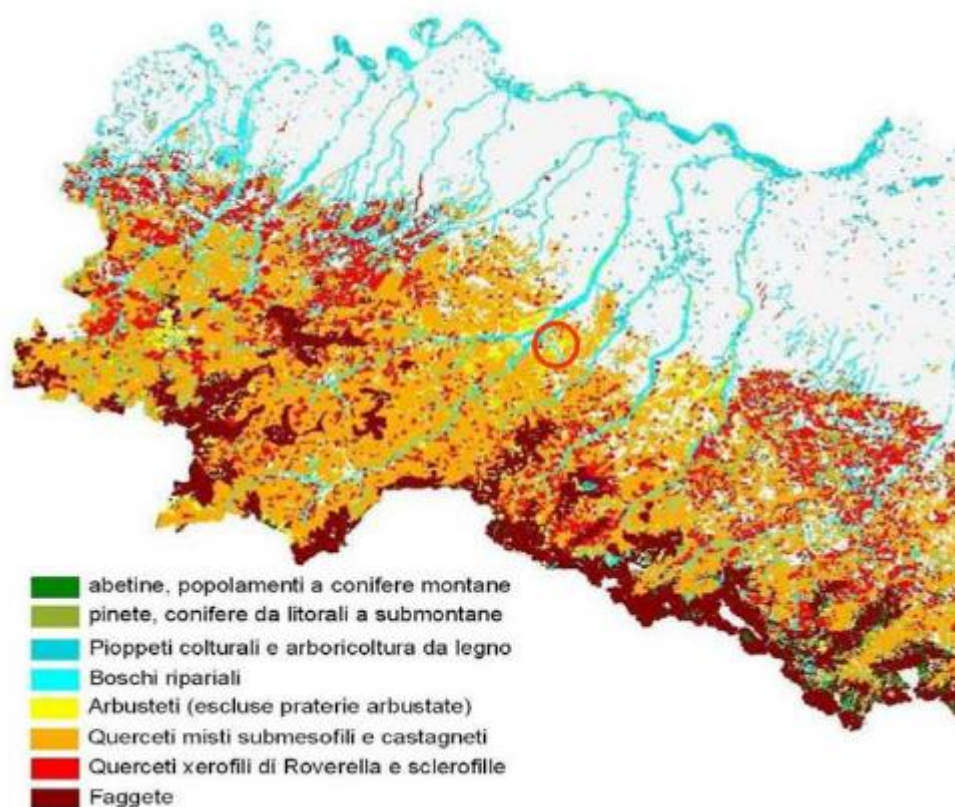 abetine, popolamenti a conifere montane
pinete, conifere da litorali a submontane
Pioppeti colturali e arboricoltura da legno
Boschi ripariali
Arbusteti (escluse praterie arbustate)
Querceti misti submesofili e castagneti
Querceti xerofili di Roverella e sclerofille
Faggete